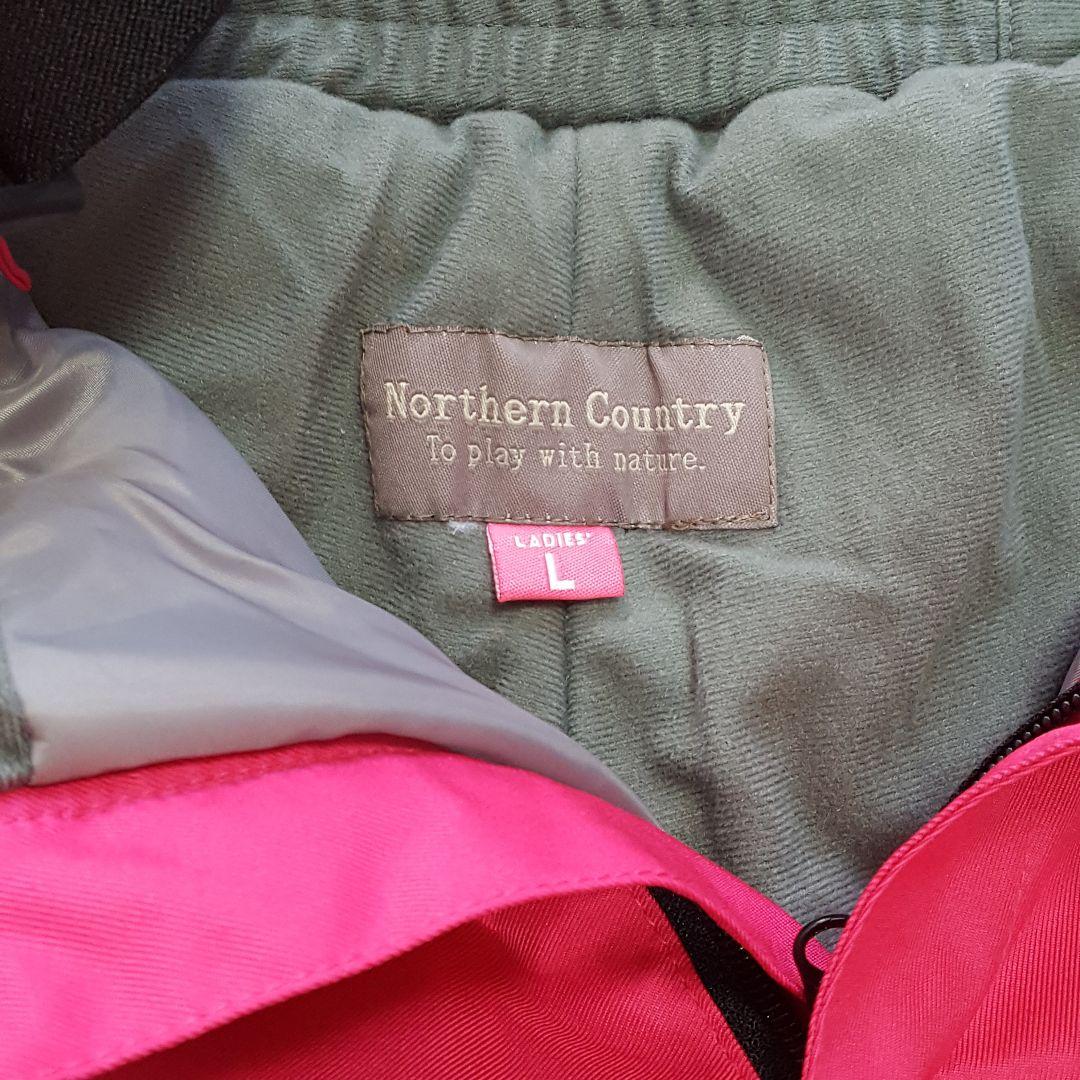 Northern Country
To play with nature.
LADIES'
L